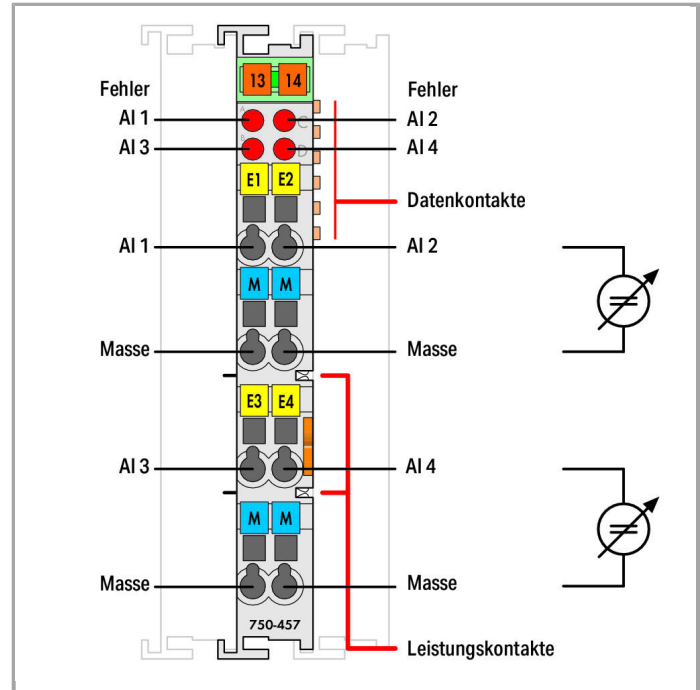 13 14
Fehler Fehler
A C
AI 1 AI 2
B D
AI 3 AI 4
E1 E2
Datenkontakte
AI 1 AI 2
M M
Masse Masse
E3 E4
AI 3 AI 4
M M
Masse Masse
750-457
Leistungskontakte